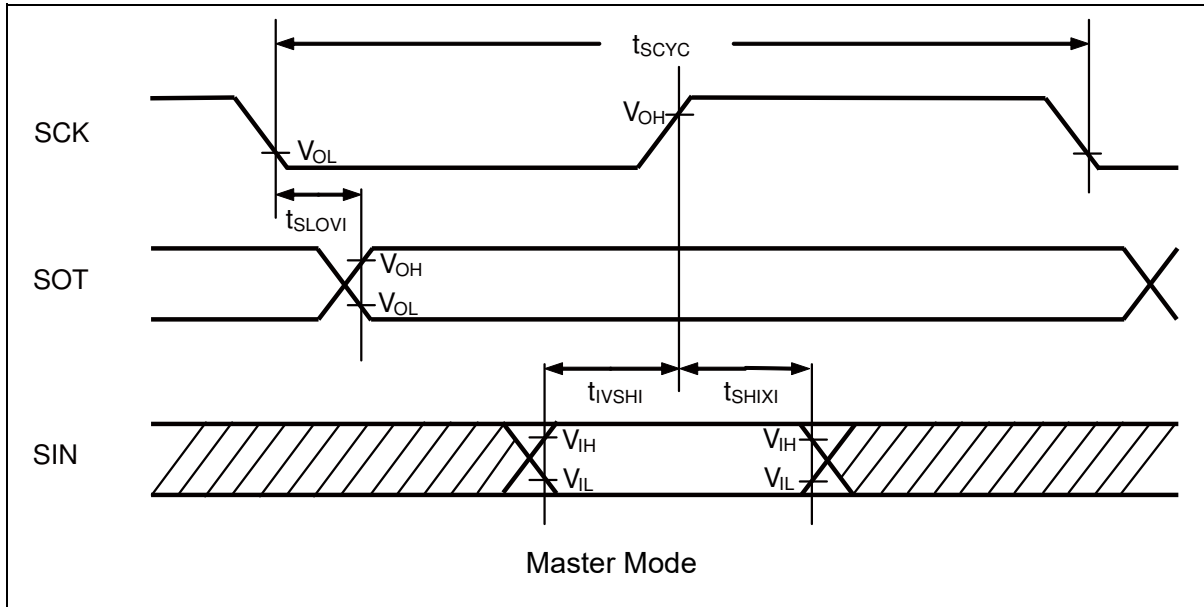 tSCYC
SCK
VOH
VOL
tSLOVI
SOT
VOH
VOL
tIVSHI
tSHIXI
SIN
VIH
VIH
VIL
VIL
Master Mode